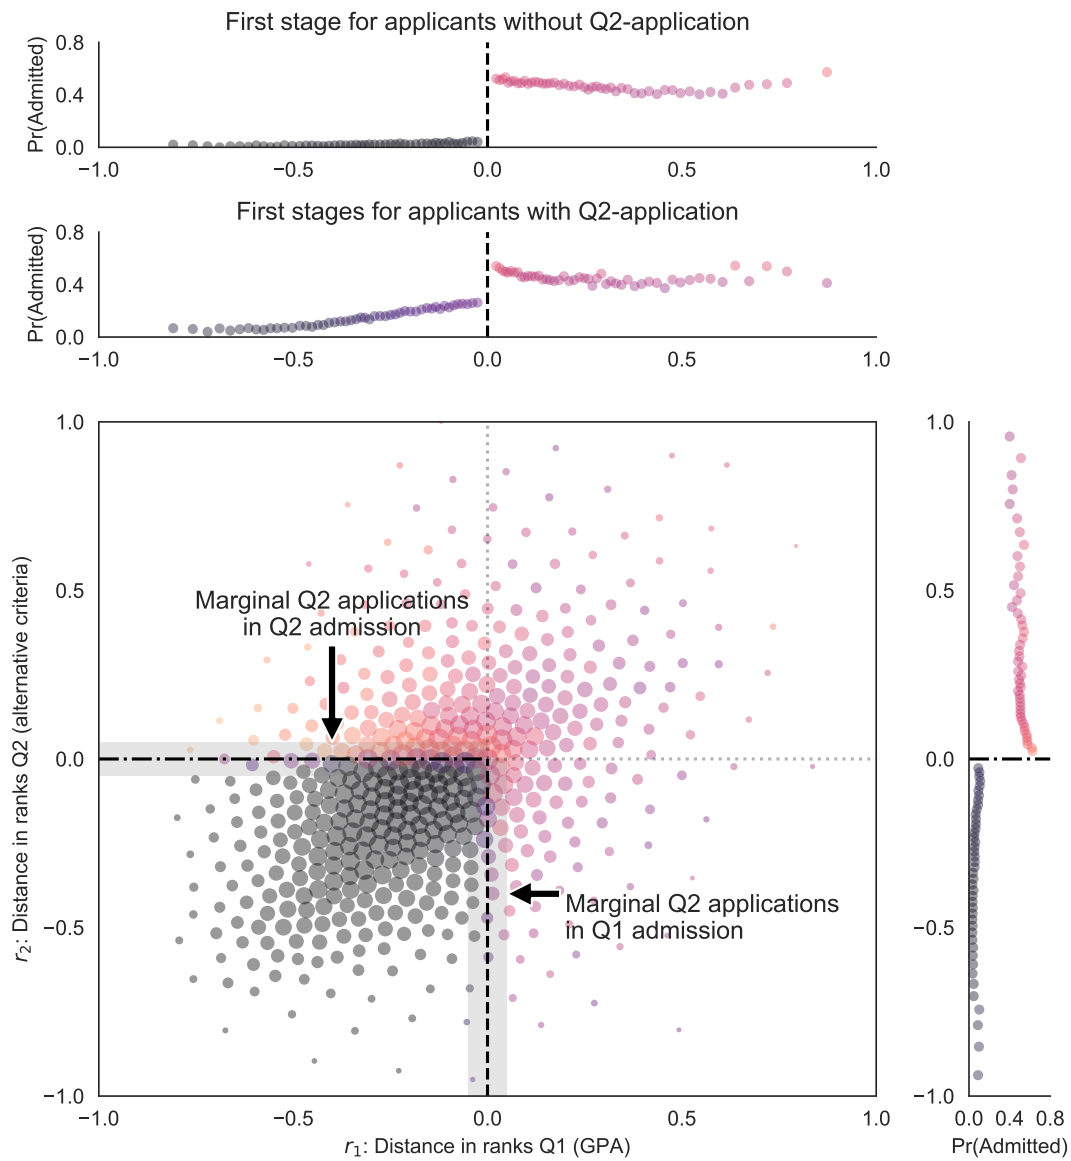 First stage for applicants without Q2-application
Pr(Admitted)
0.8
0.4
0.0
−1.0 −0.5 0.0 0.5 1.0
First stages for applicants with Q2-application
Pr(Admitted)
0.8
0.4
0.0
−1.0 −0.5 0.0 0.5 1.0
r2: Distance in ranks Q2 (alternative criteria)
1.0
0.5
0.0
−0.5
−1.0
Marginal Q2 applications
in Q2 admission
Marginal Q2 applications
in Q1 admission
−1.0 −0.5 0.0 0.5 1.0
r1: Distance in ranks Q1 (GPA)
1.0
0.5
0.0
−0.5
−1.0
0.0 0.4 0.8
Pr(Admitted)